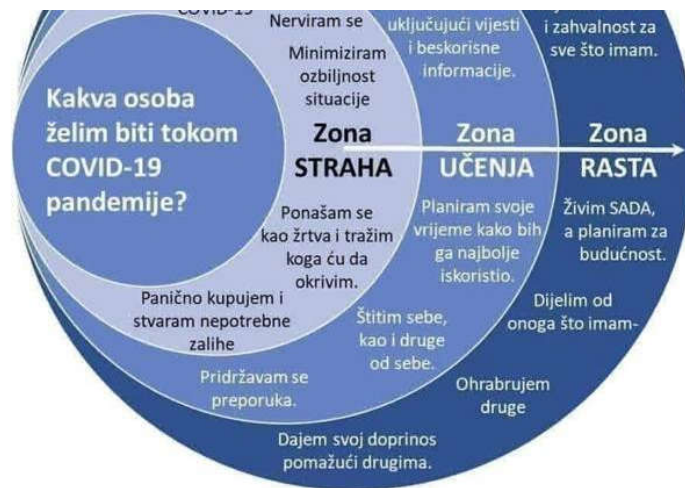 COVID-19
Nerviram se
Minimiziram
ozbiljnost
situacije
uključujući vijesti
i beskorisne
informacije.
i zahvalnost za
sve što imam.
Kakva osoba
želim biti tokom
COVID-19
pandemije?
Zona
STRAHA
Zona
UČENJA
Zona
RASTA
Ponašam se
kao žrtva i tražim
koga ću da
okrivim.
Panično kupujem i
stvaram nepotrebne
zalihe
Planiram svoje
vrijeme kako bih
ga najbolje
iskoristio.
Štitim sebe,
kao i druge
od sebe.
Pridržavam se
preporuka.
Živim SADA,
a planiram za
budućnost.
Dijelim od
onoga što imam-
Ohrabrujem
druge
Dajem svoj doprinos
pomažući drugima.